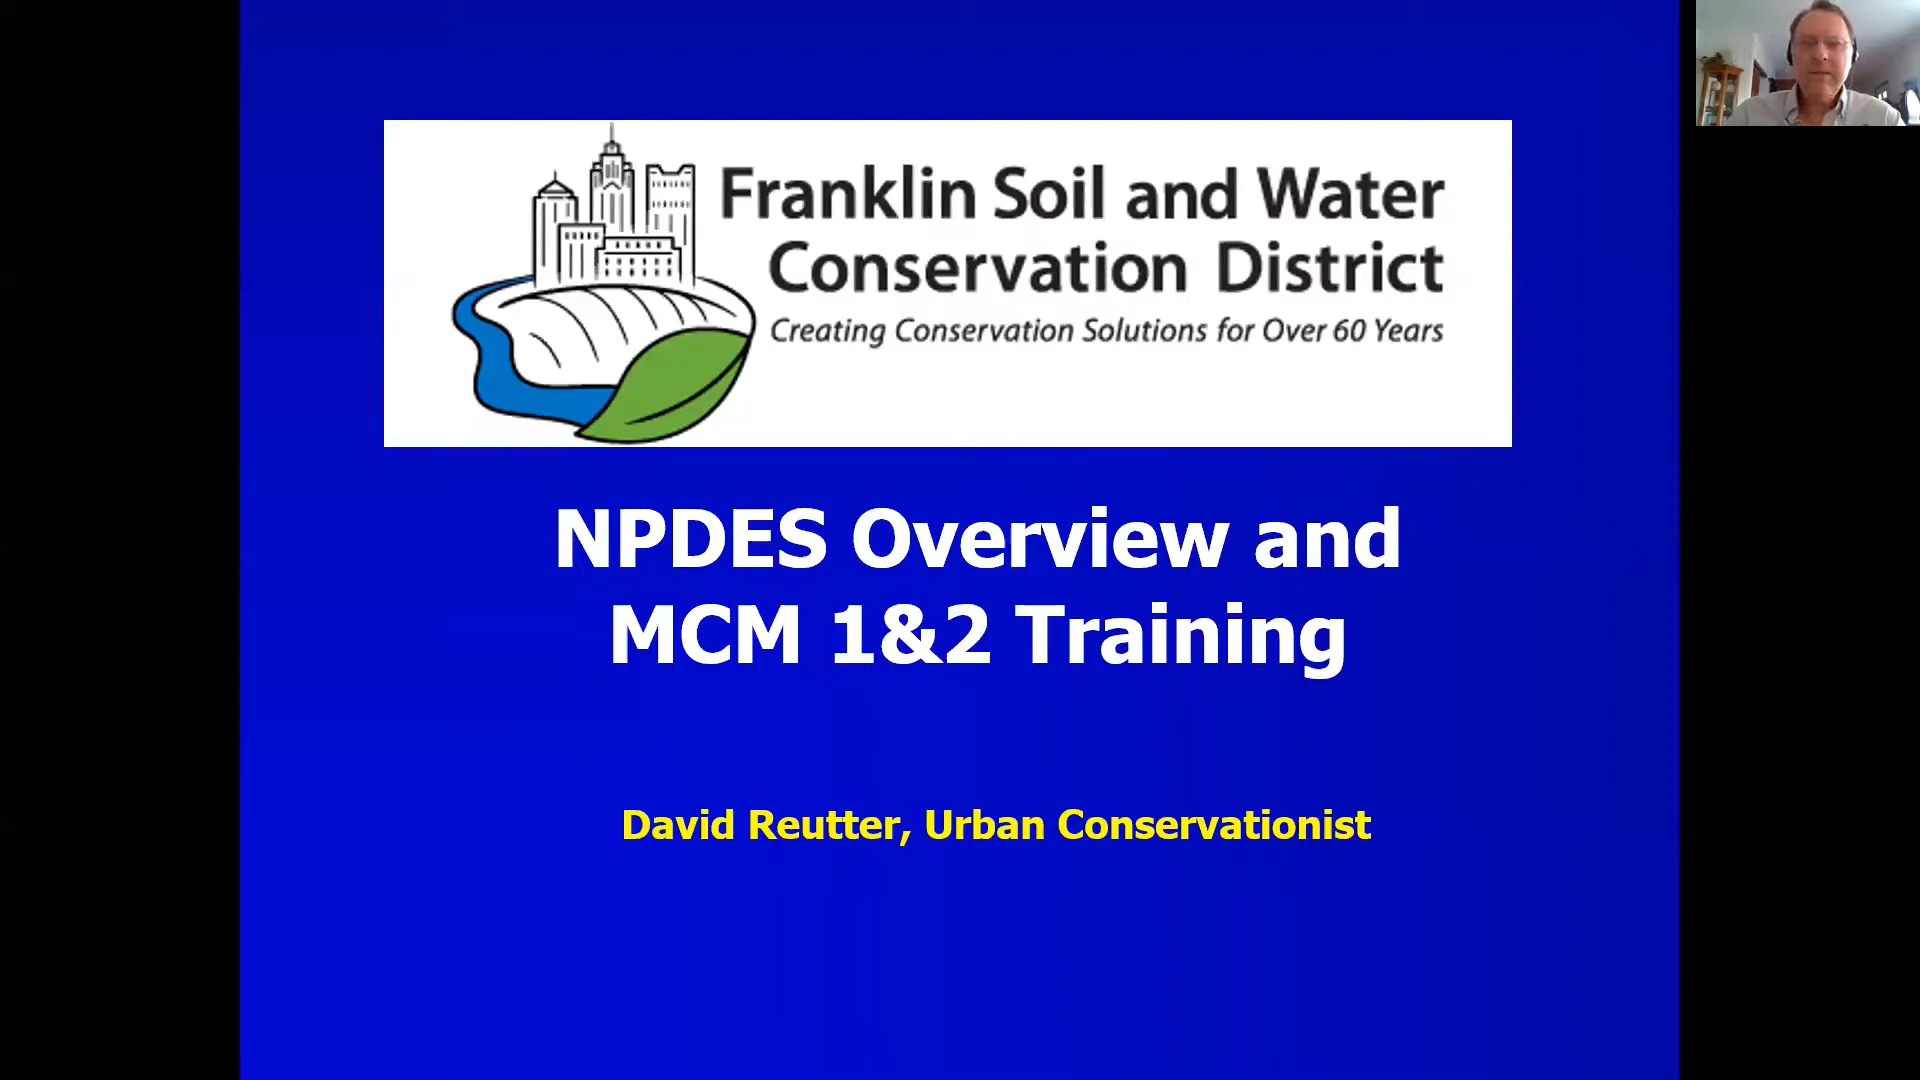 Franklin Soil and Water
Conservation District
Creating Conservation Solutions for Over 60 Years
NPDES Overview and
MCM 1&2 Training
David Reutter, Urban Conservationist